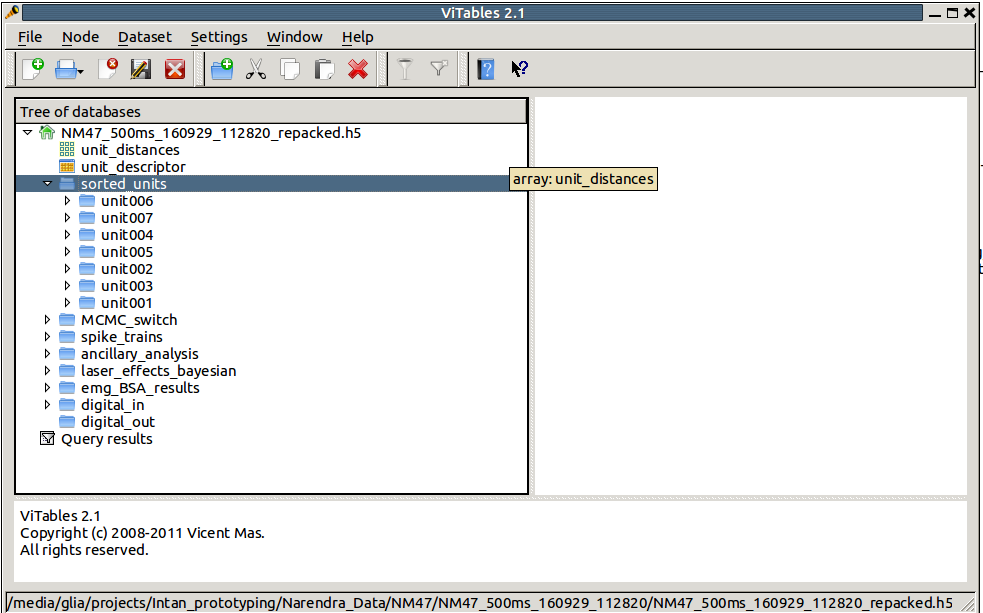 ViTables 2.1
File Node Dataset Settings Window Help
Tree of databases
NM47_500ms_160929_112820_repacked.h5
unit_distances
unit_descriptor
sorted_units
array: unit_distances
unit006
unit007
unit004
unit005
unit002
unit003
unit001
MCMC_switch
spike_trains
ancillary_analysis
laser_effects_bayesian
emg_BSA_results
digital_in
digital_out
Query results
ViTables 2.1
Copyright (c) 2008-2011 Vicent Mas.
All rights reserved.
/media/glia/projects/Intan_prototyping/Narendra_Data/NM47/NM47_500ms_160929_112820/NM47_500ms_160929_112820_repacked.h5